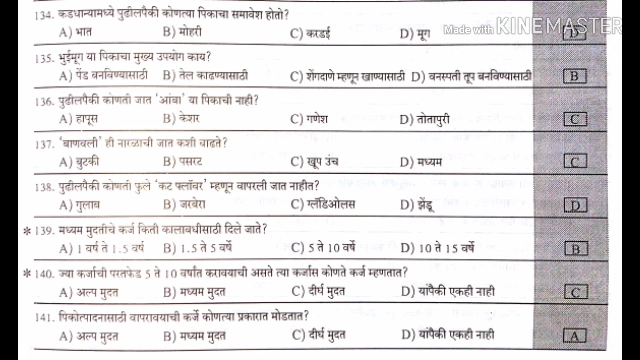 134. कडधान्यामध्ये पुढीलपैकी कोणत्या पिकाचा समावेश होतो?
A) भात B) मोहरी C) करडई D) मूग D
Made with KINEMASTER
135. भुईमूग या पिकाचा मुख्य उपयोग काय?
A) पेंड बनविण्यासाठी B) तेल काढण्यासाठी C) शेंगदाणे म्हणून खाण्यासाठी D) वनस्पती तूप बनविण्यासाठी B
136. पुढीलपैकी कोणती जात 'आंबा' या पिकाची नाही?
A) हापूस B) केशर C) गणेश D) तोतापुरी C
137. 'बाणवली' ही नारळाची जात कशी वाढते?
A) बुटकी B) पसरट C) खूप उंच D) मध्यम C
138. पुढीलपैकी कोणती फुले 'कट फ्लॉवर' म्हणून वापरली जात नाहीत?
A) गुलाब B) जरबेरा C) ग्लॅडिओलस D) झेंडू D
* 139. मध्यम मुदतीचे कर्ज किती कालावधीसाठी दिले जाते?
A) 1 वर्ष ते 1.5 वर्ष B) 1.5 ते 5 वर्षे C) 5 ते 10 वर्षे D) 10 ते 15 वर्षे B
* 140. ज्या कर्जाची परतफेड 5 ते 10 वर्षांत करावयाची असते त्या कर्जास कोणते कर्ज म्हणतात?
A) अल्प मुदत B) मध्यम मुदत C) दीर्घ मुदत D) यांपैकी एकही नाही C
141. पिकोत्पादनासाठी वापरावयाची कर्जे कोणत्या प्रकारात मोडतात?
A) अल्प मुदत B) मध्यम मुदत C) दीर्घ मुदत D) यांपैकी एकही नाही A